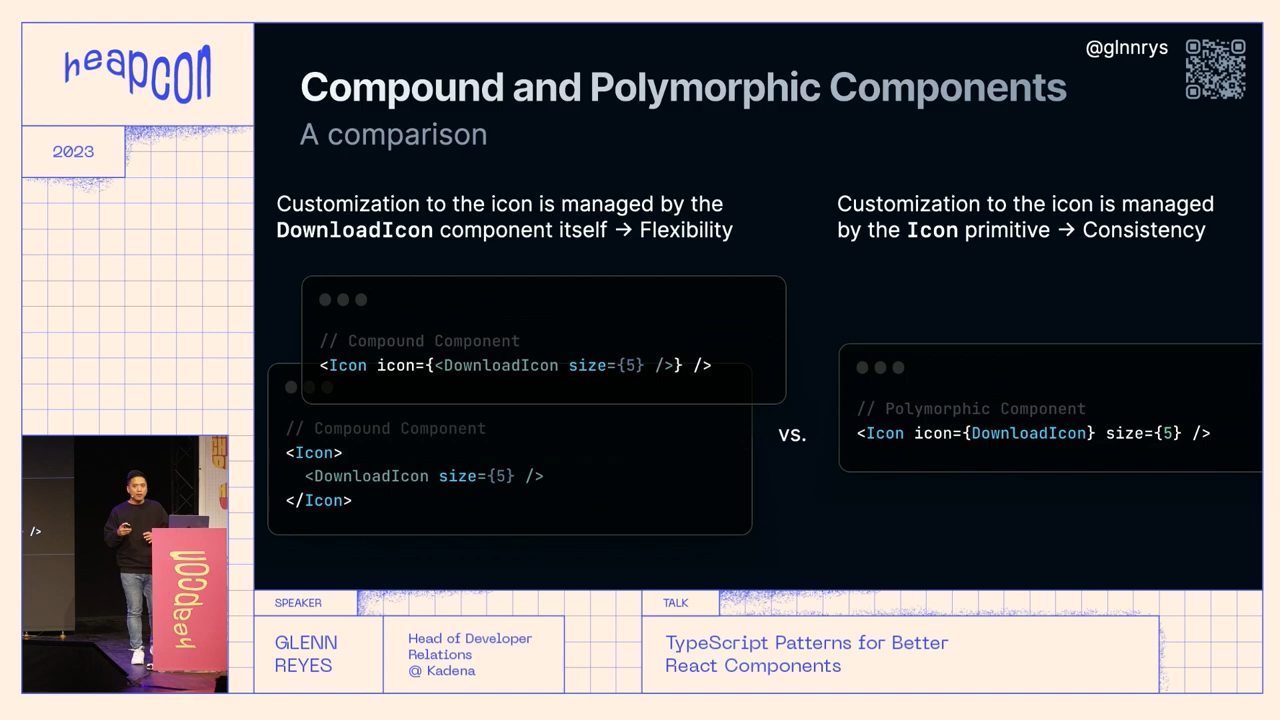 heapcon
2023
@glnnrys
Compound and Polymorphic Components
A comparison
Customization to the icon is managed by the
DownloadIcon component itself → Flexibility
// Compound Component
<Icon icon={<DownloadIcon size={5} />} />
// Compound Component
<Icon>
<DownloadIcon size={5} />
</Icon>
vs.
Customization to the icon is managed
by the Icon primitive → Consistency
// Polymorphic Component
<Icon icon={DownloadIcon} size={5} />
/>
heapcon
SPEAKER
GLENN
REYES
Head of Developer
Relations
@ Kadena
TALK
TypeScript Patterns for Better
React Components